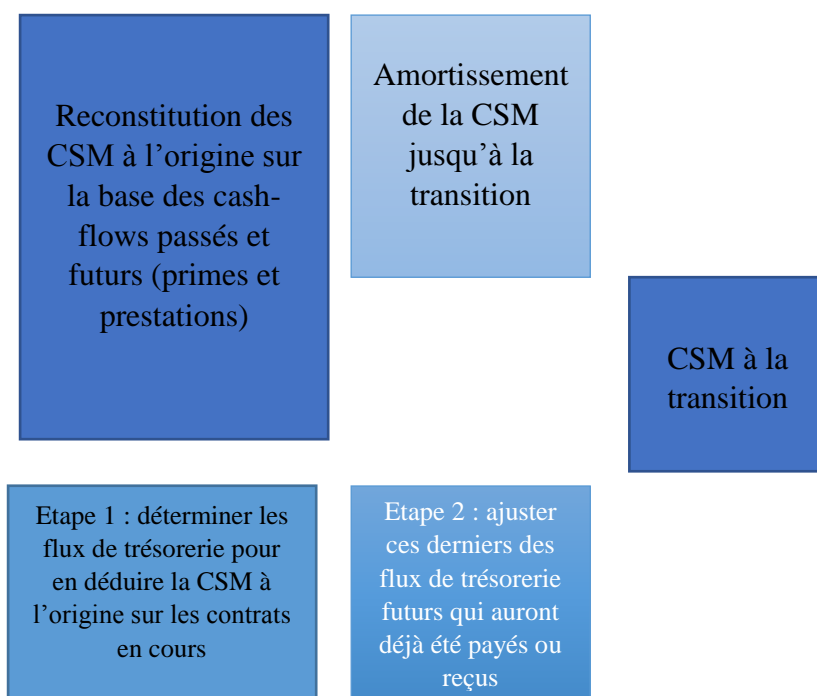 Reconstitution des
CSM à l'origine sur
la base des cash-
flows passés et
futurs (primes et
prestations)
Amortissement
de la CSM
jusqu'à la
transition
CSM à la
transition
Etape 1 : déterminer les
flux de trésorerie pour
en déduire la CSM à
l'origine sur les contrats
en cours
Etape 2 : ajuster
ces derniers des
flux de trésorerie
futurs qui auront
déjà été payés ou
reçus